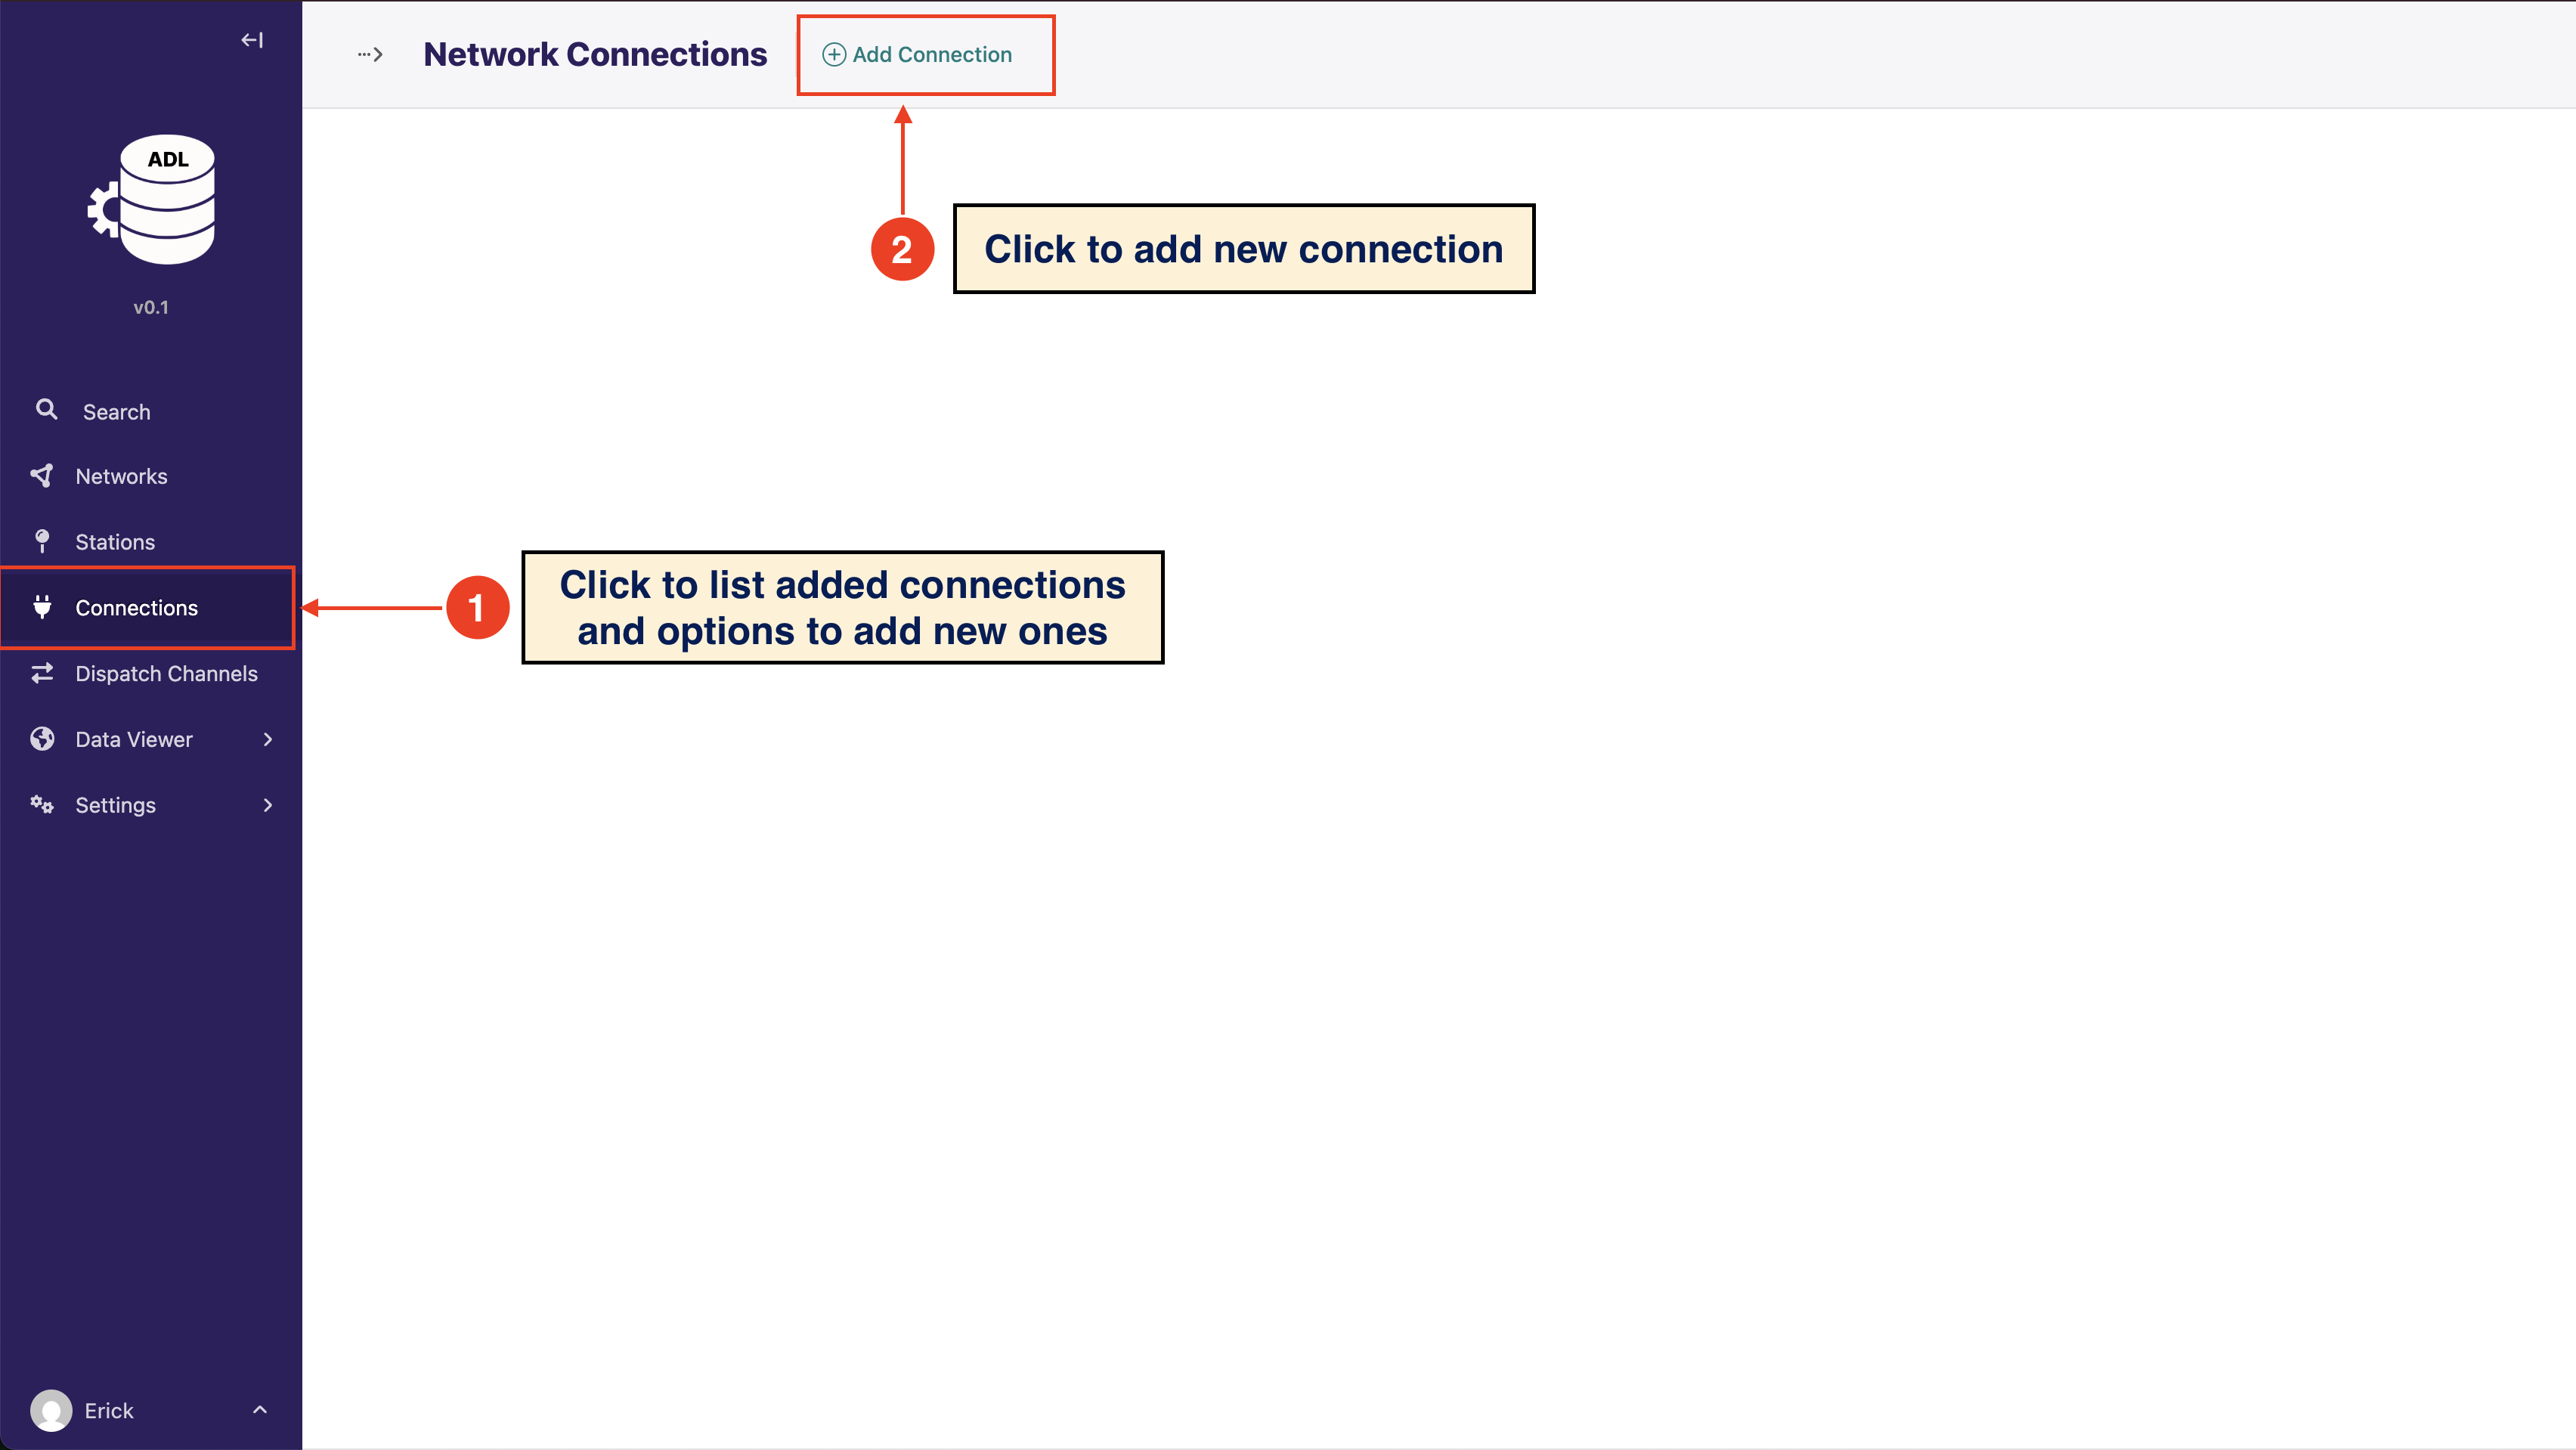 ADL
v0.1
Search
Networks
Stations
Connections
Dispatch Channels
Data Viewer
Settings
Erick
Network Connections
Add Connection
2
Click to add new connection
1
Click to list added connections
and options to add new ones